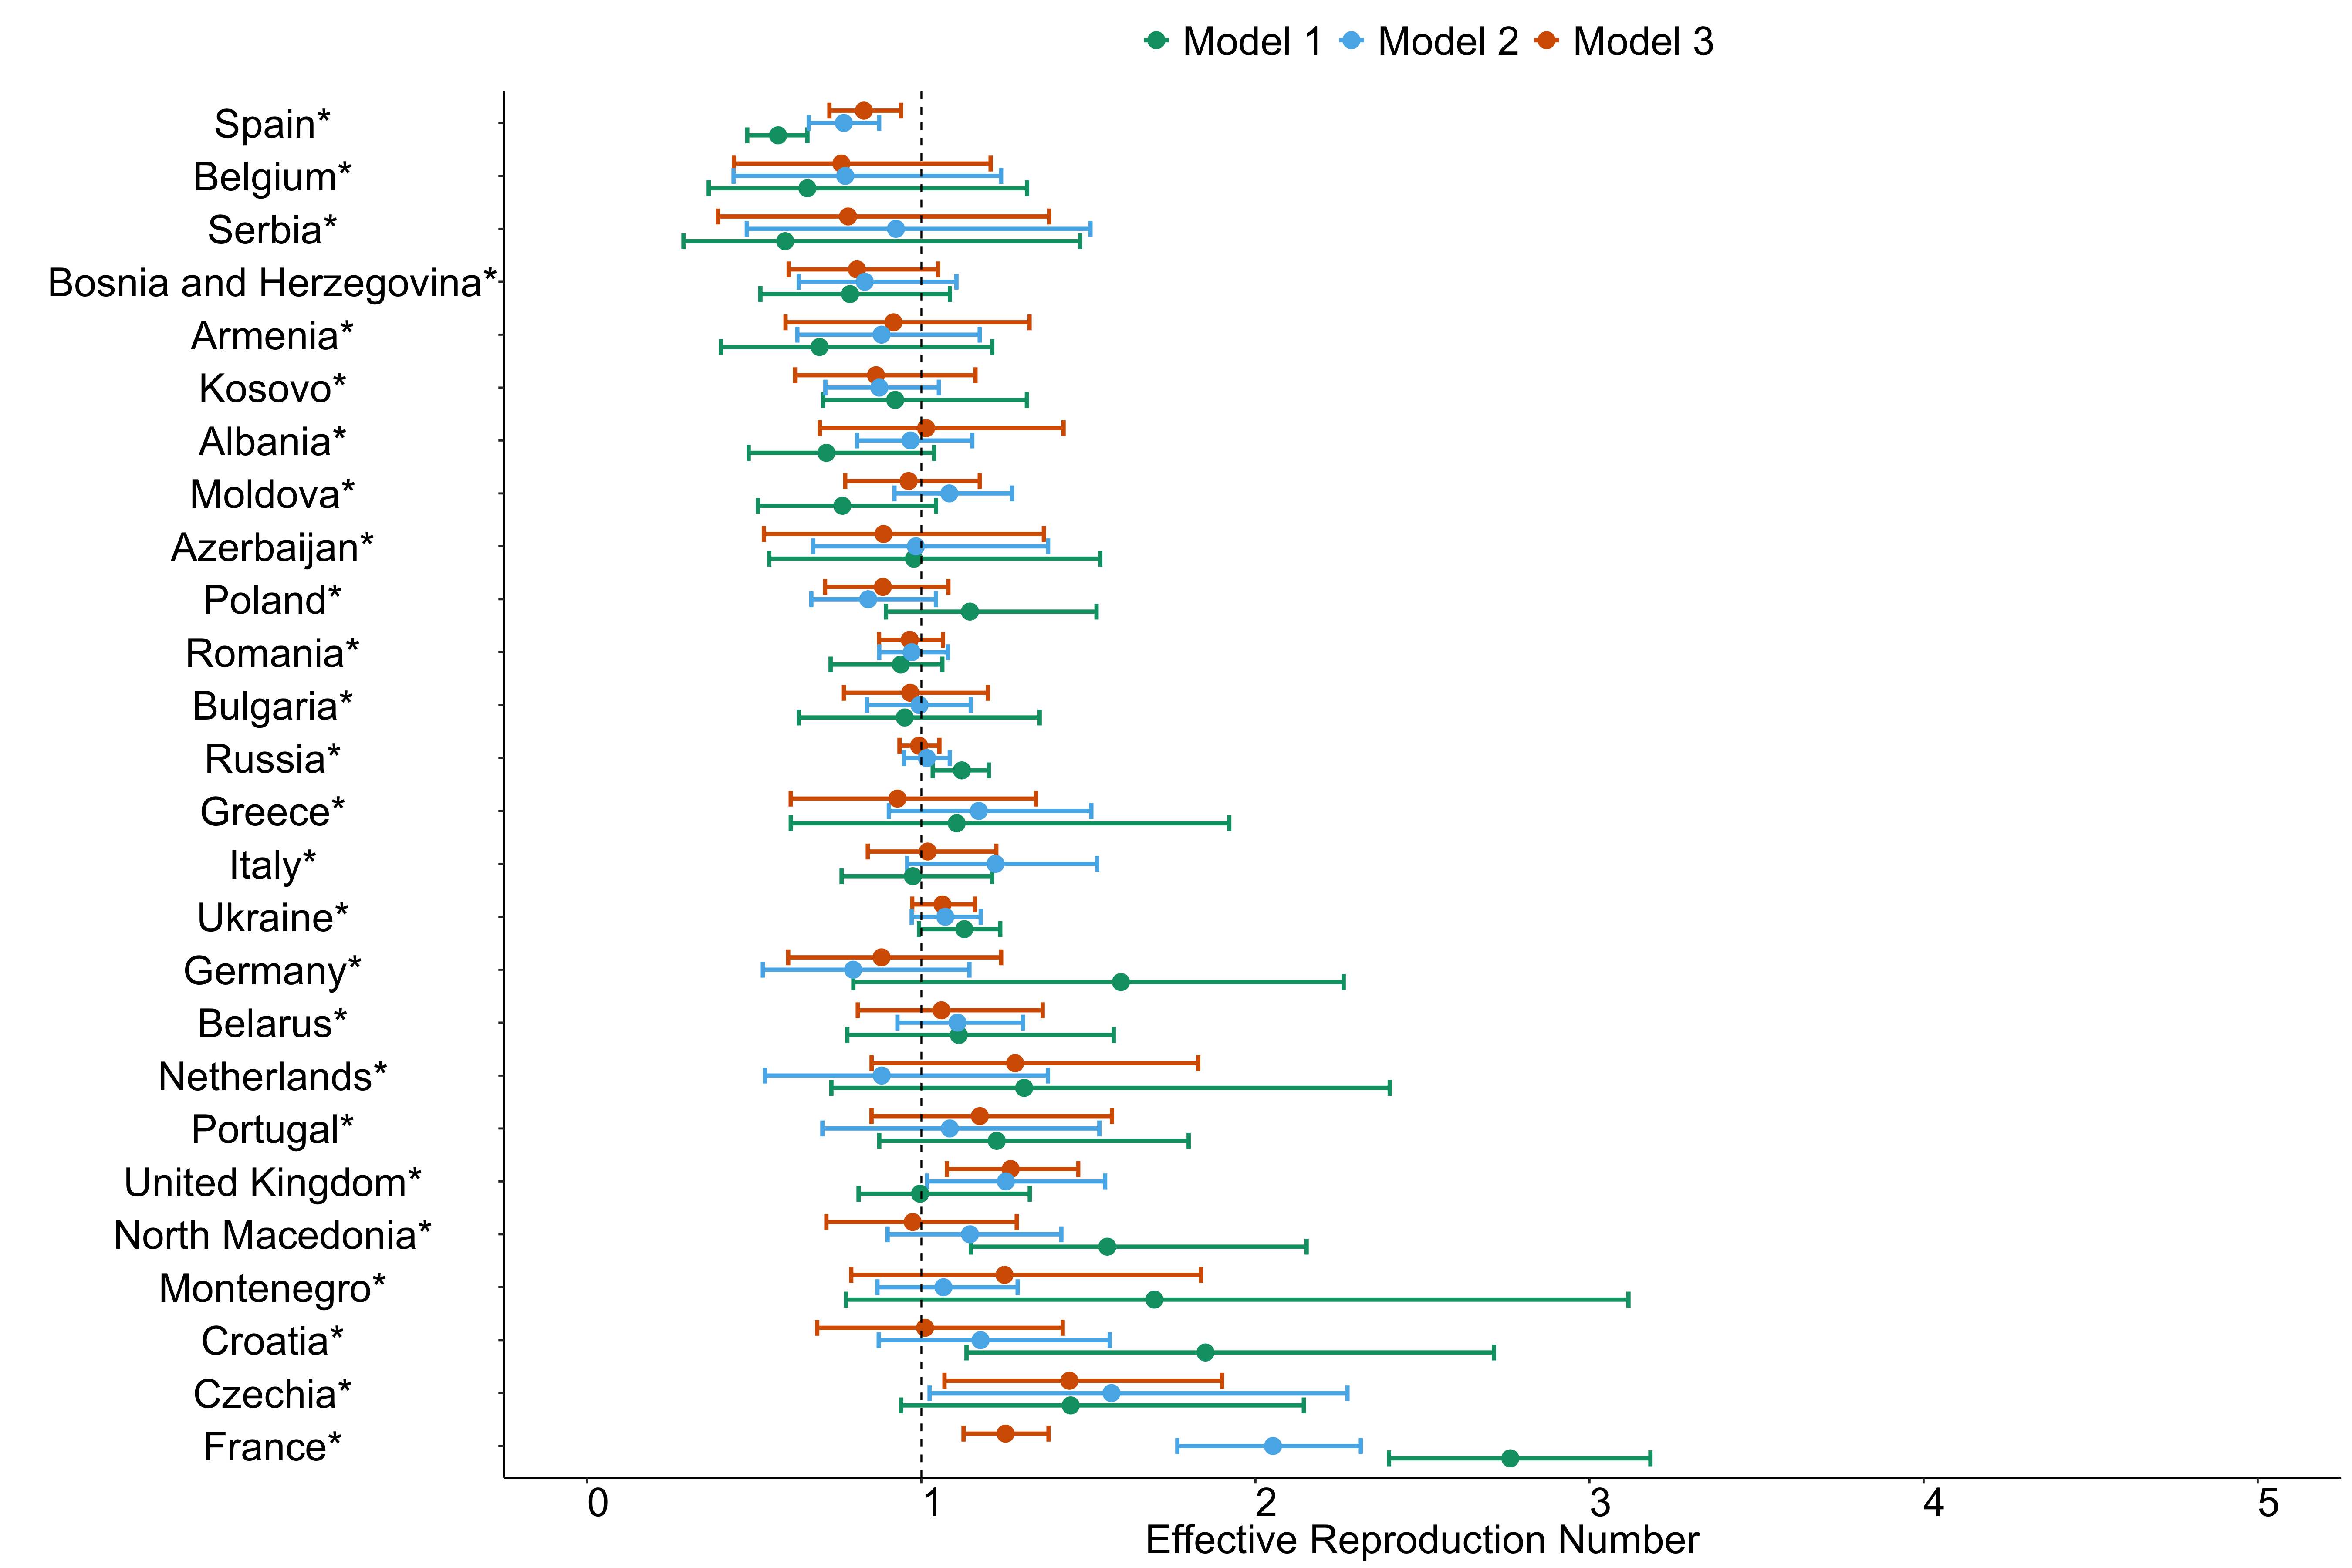 Model 1 Model 2 Model 3
Spain*
Belgium*
Serbia*
Bosnia and Herzegovina*
Armenia*
Kosovo*
Albania*
Moldova*
Azerbaijan*
Poland*
Romania*
Bulgaria*
Russia*
Greece*
Italy*
Ukraine*
Germany*
Belarus*
Netherlands*
Portugal*
United Kingdom*
North Macedonia*
Montenegro*
Croatia*
Czechia*
France*
0 1 2 3 4 5
Effective Reproduction Number